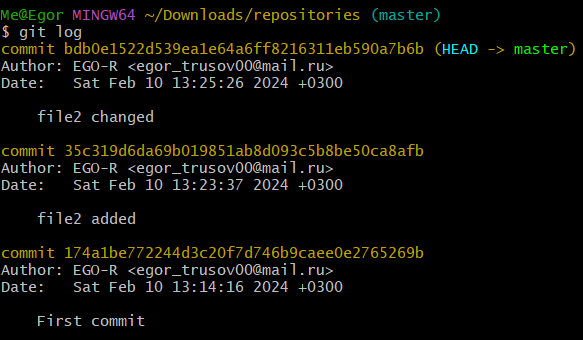 Me@Egor MINGW64 ~/Downloads/repositories (master)
$ git log
commit bdb0e1522d539ea1e64a6ff8216311eb590a7b6b (HEAD -> master)
Author: EGO-R <egor_trusov00@mail.ru>
Date:   Sat Feb 10 13:25:26 2024 +0300

    file2 changed

commit 35c319d6da69b019851ab8d093c5b8be50ca8afb
Author: EGO-R <egor_trusov00@mail.ru>
Date:   Sat Feb 10 13:23:37 2024 +0300

    file2 added

commit 174a1be772244d3c20f7d746b9caee0e2765269b
Author: EGO-R <egor_trusov00@mail.ru>
Date:   Sat Feb 10 13:14:16 2024 +0300

    First commit